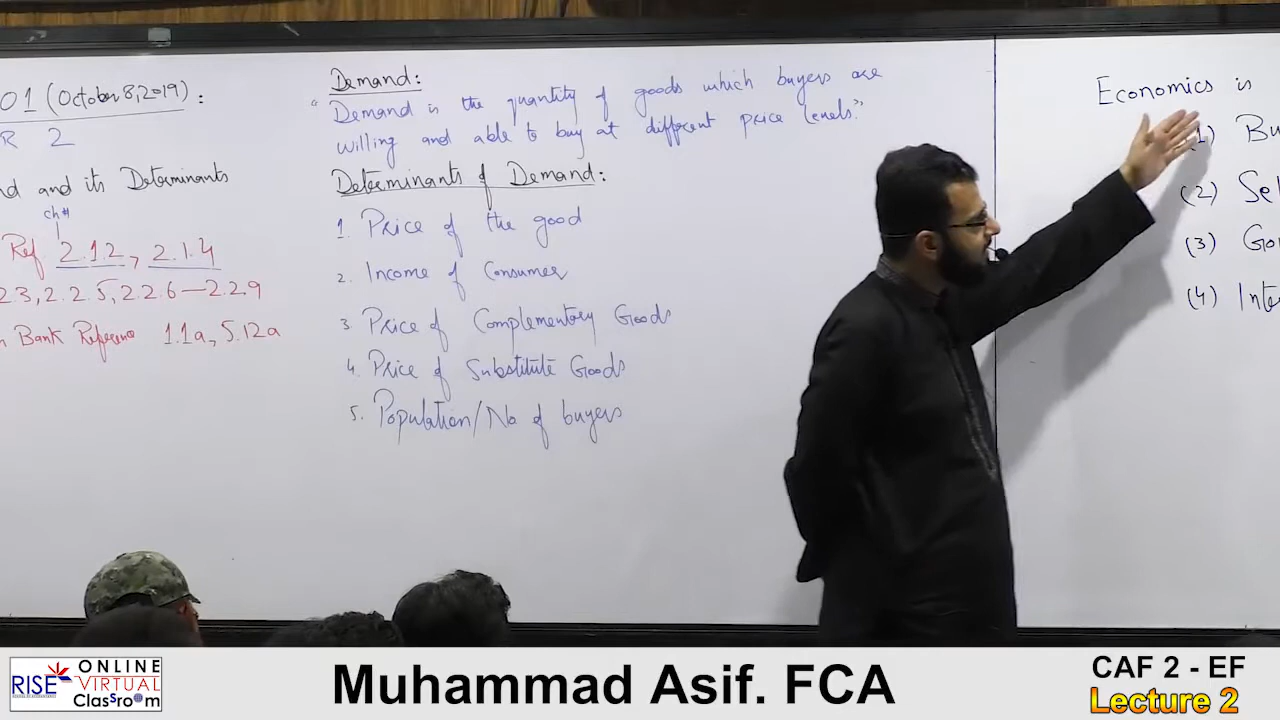 01 (October 8, 2019) :
R 2
nd and its Determinants
ch#
Ref 2.1.2, 2.1.4
2.3, 2.2.5, 2.2.6—2.2.9
n Bank Reference 1.1a, 5.12a
Demand:
"Demand is the quantity of goods which buyers are
willing and able to buy at different price levels."
Determinants of Demand:
1. Price of the good
2. Income of Consumer
3 Price of Complementory Goods
4. Price of Substitute Goods
5. Population/No of buyers
Economics is
(1) Bu
(2) Sel
(3) Go
(4) Inte
RISE ONLINE
VIRTUAL
ClassrOOm
Muhammad Asif. FCA
CAF 2 - EF
Lecture 2